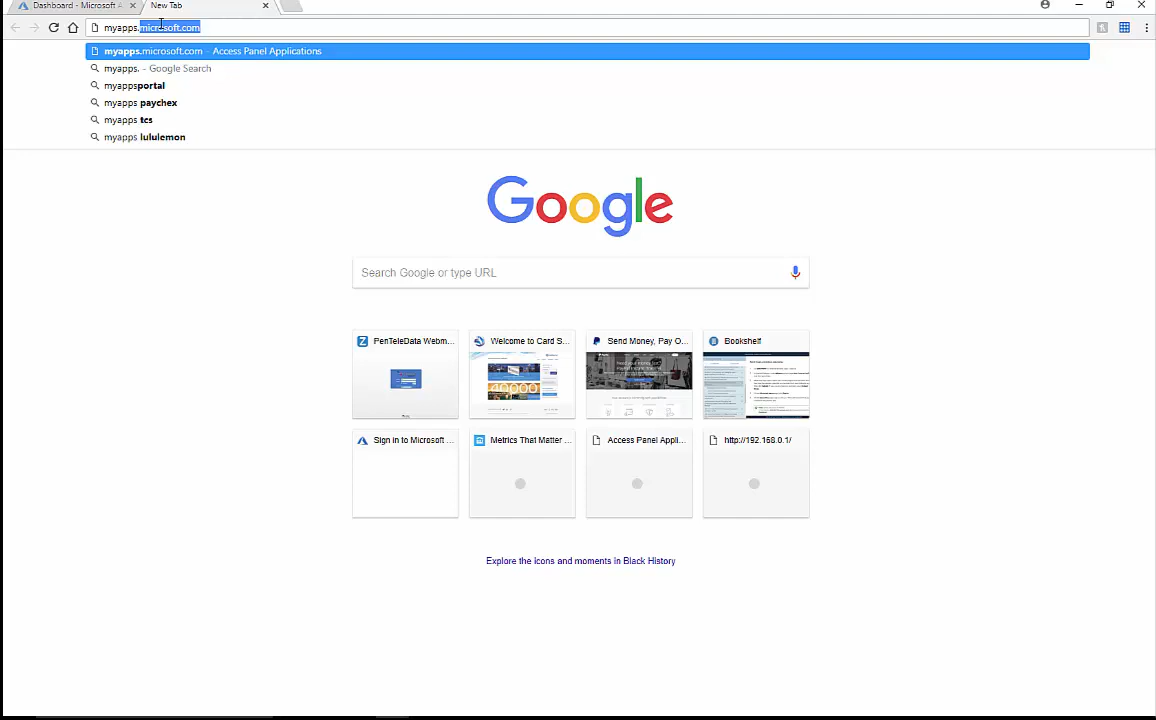 Dashboard - Microsoft A
New Tab
myapps.microsoft.com
myapps.microsoft.com - Access Panel Applications
myapps. - Google Search
myappsportal
myapps paychex
myapps tcs
myapps lululemon
Google
Search Google or type URL
PenTeleData Webm...
Welcome to Card S...
Send Money, Pay O...
Bookshelf
Sign in to Microsoft ...
Metrics That Matter ...
Access Panel Appli...
http://192.168.0.1/
Explore the icons and moments in Black History